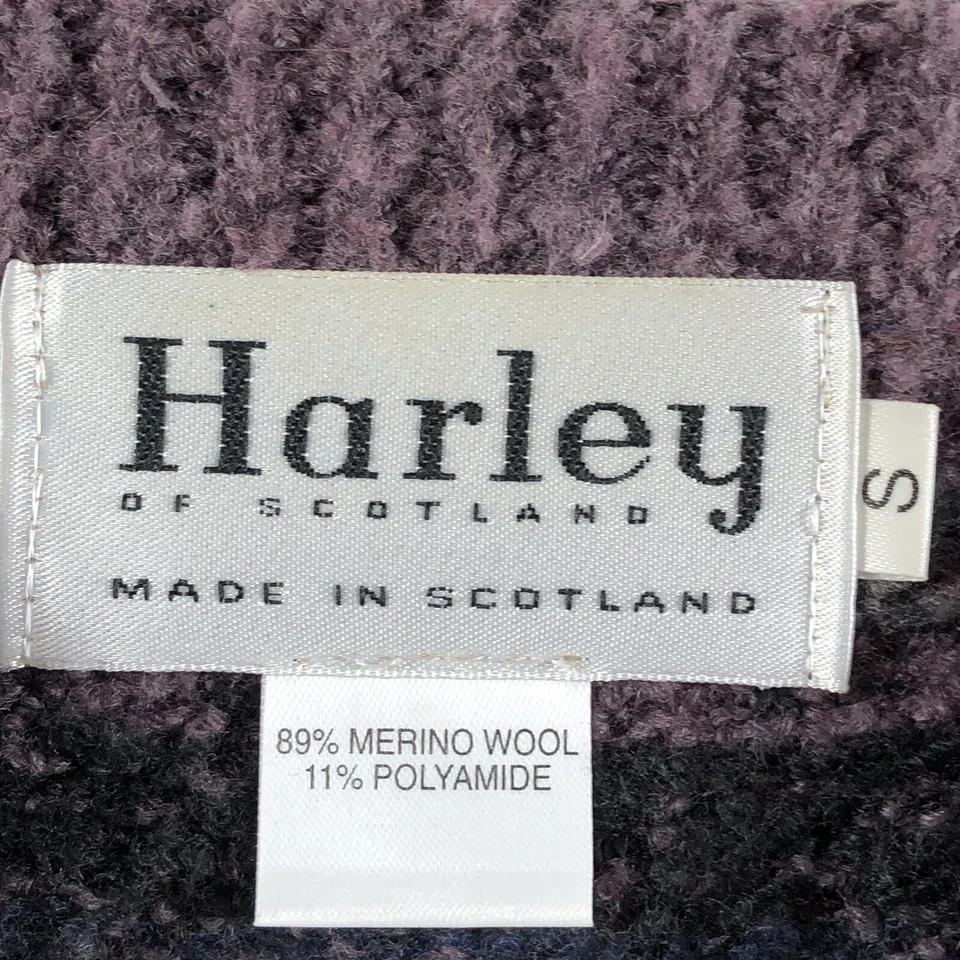 Harley
OF SCOTLAND
MADE IN SCOTLAND
S
89% MERINO WOOL
11% POLYAMIDE